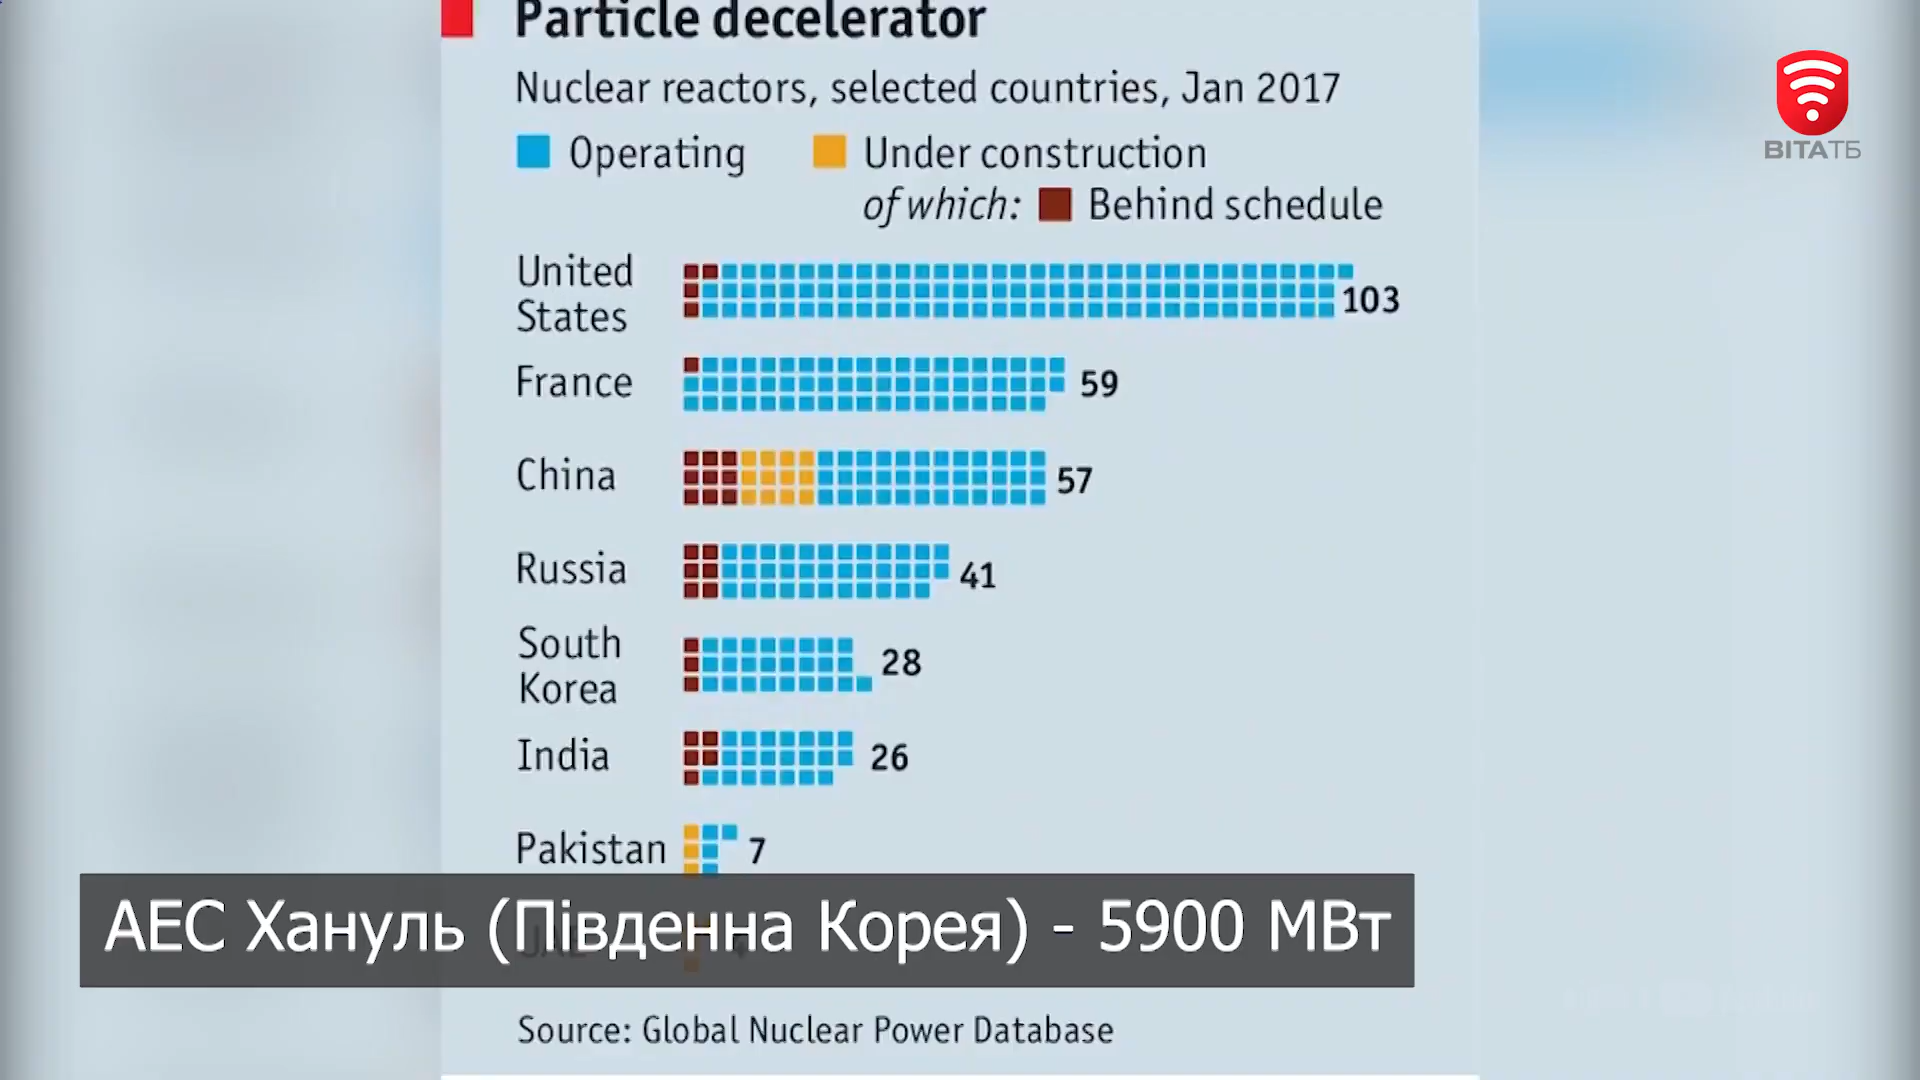 Particle decelerator
Nuclear reactors, selected countries, Jan 2017
Operating
Under construction
of which: Behind schedule
ВІТАТБ
United
States
103
France
59
China
57
Russia
41
South
Korea
28
India
26
Pakistan
7
АЕС Хануль (Південна Корея) - 5900 МВт
Source: Global Nuclear Power Database